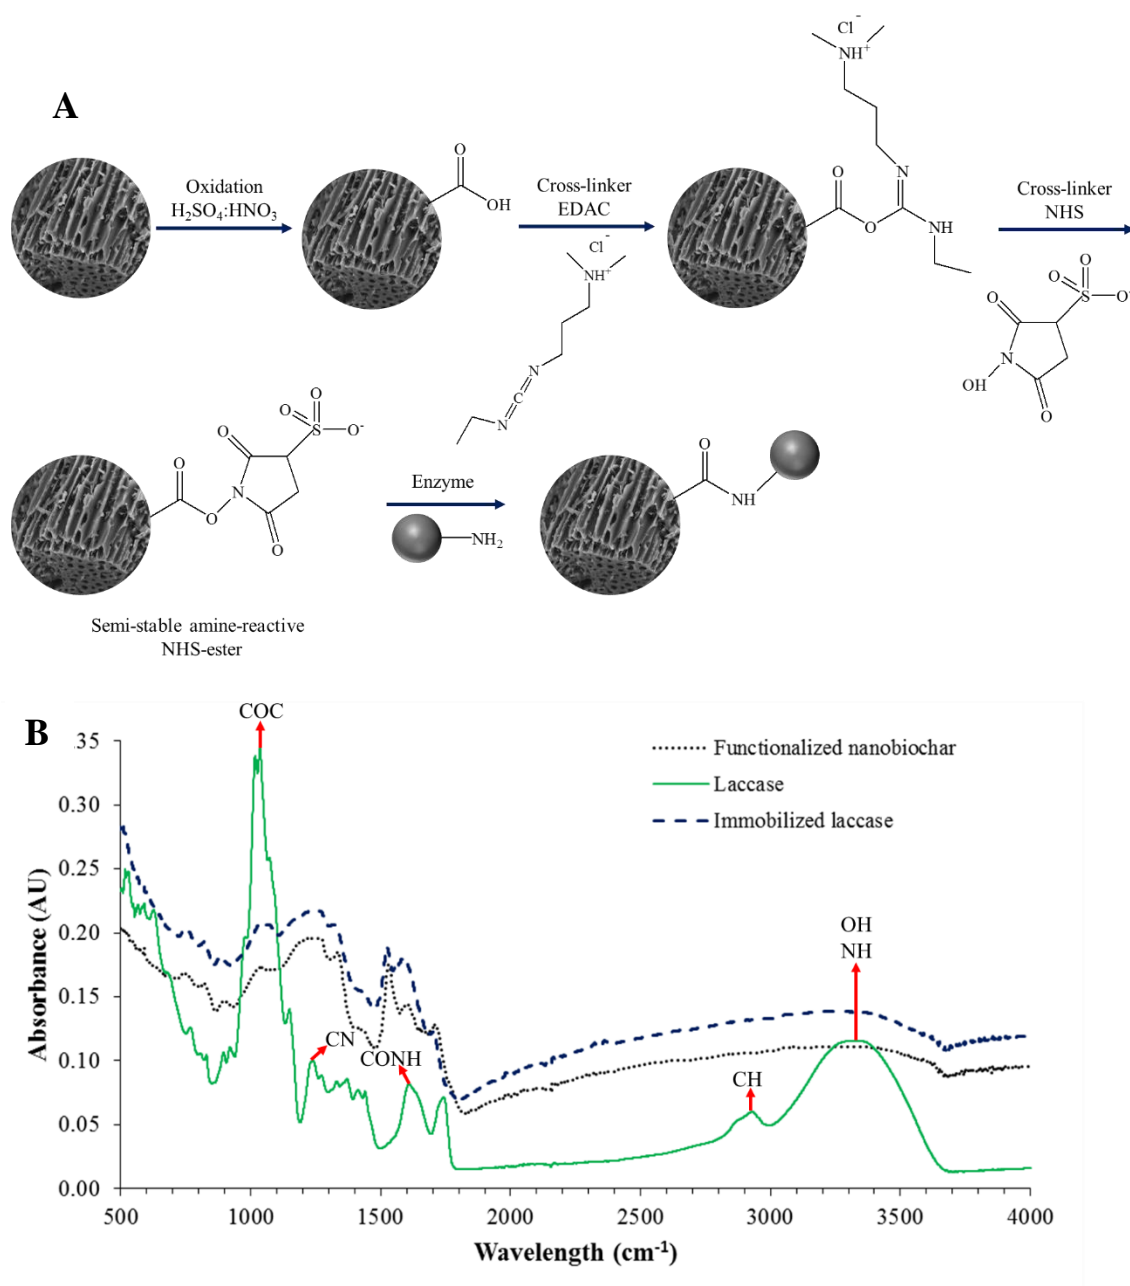 A
Oxidation
H₂SO₄:HNO₃
O
OH
Cross-linker
EDAC
Cl⁻
NH⁺
N
C
N
Cl⁻
NH⁺
N
O
O
NH
Cross-linker
NHS
O
O
S
O⁻
O
N
OH
O
O
O
S
O⁻
O
O
N
O
O
Semi-stable amine-reactive
NHS-ester
Enzyme
NH₂
O
NH
B
COC
CN
CONH
CH
OH
NH
Functionalized nanobiochar
Laccase
Immobilized laccase
Absorbance (AU)
.35
0.30
0.25
0.20
0.15
0.10
0.05
0.00
500 1000 1500 2000 2500 3000 3500 4000
Wavelength (cm⁻¹)